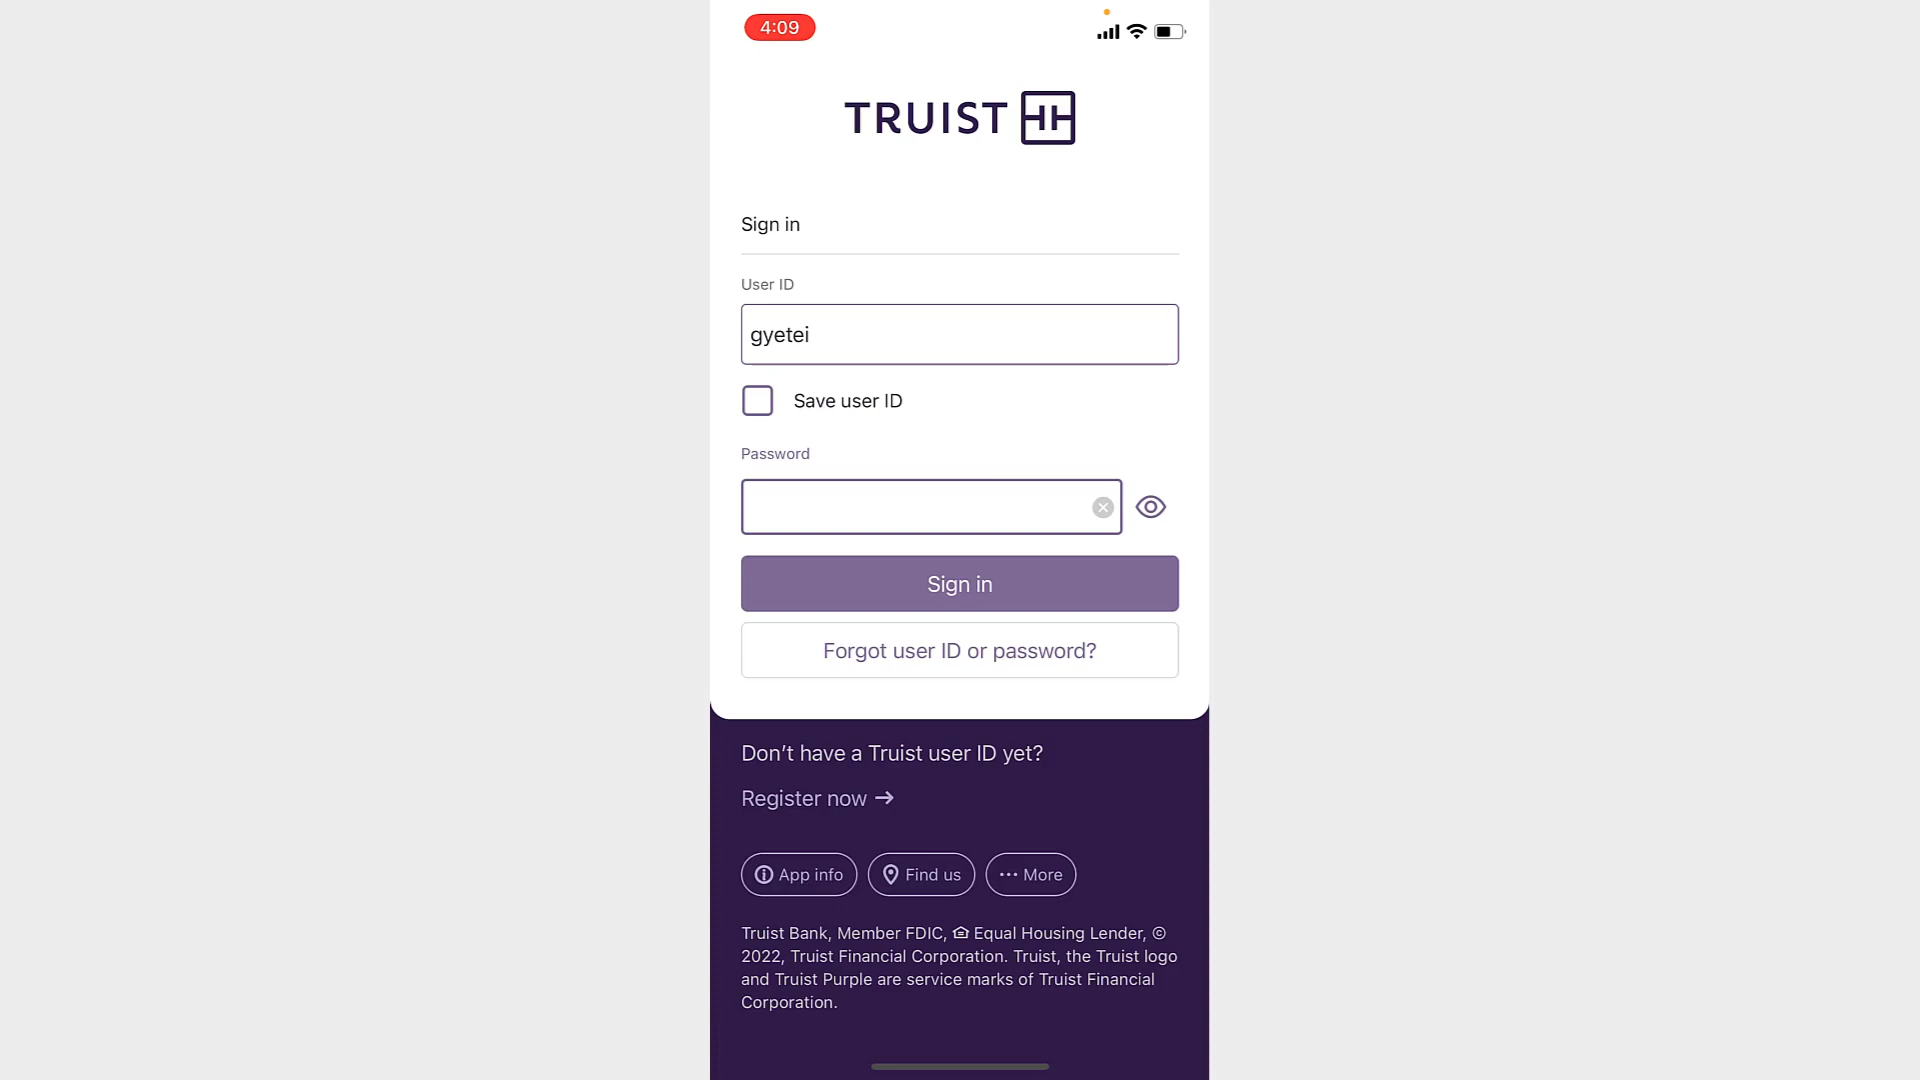 4:09
TRUIST
Sign in
User ID
gyetei
Save user ID
Password
Sign in
Forgot user ID or password?
Don’t have a Truist user ID yet?
Register now →
App info
Find us
More
Truist Bank, Member FDIC, Equal Housing Lender, ©
2022, Truist Financial Corporation. Truist, the Truist logo
and Truist Purple are service marks of Truist Financial
Corporation.